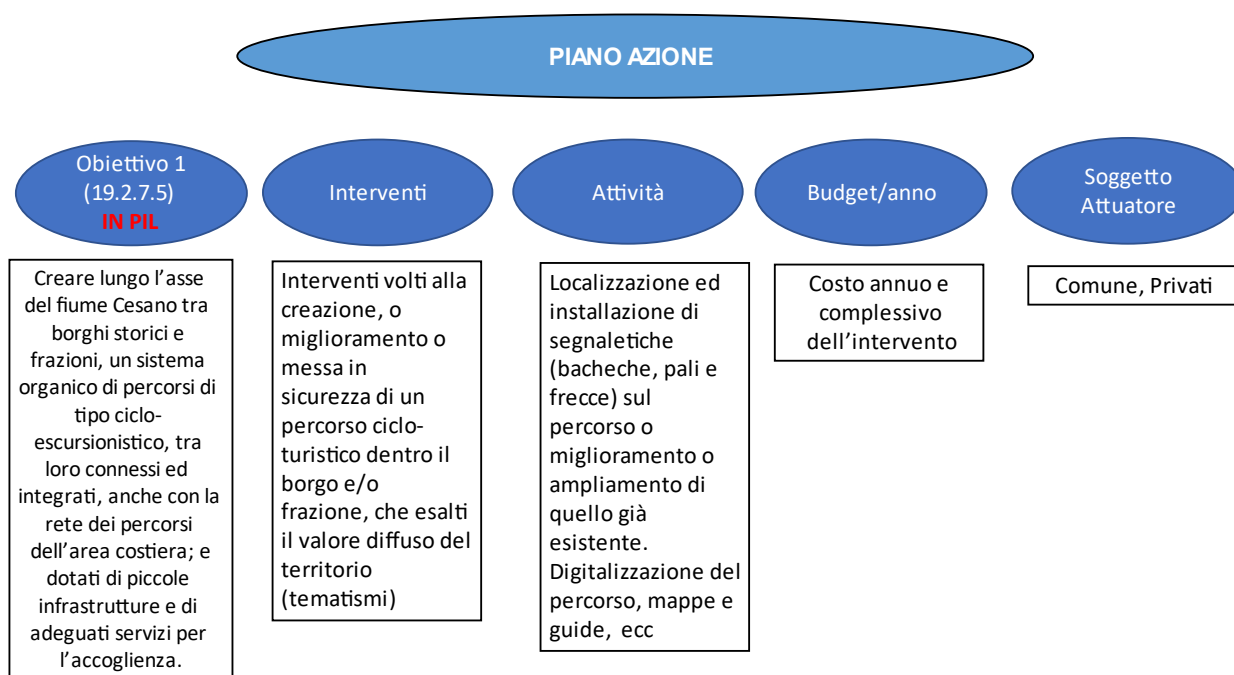 PIANO AZIONE
Obiettivo 1
(19.2.7.5)
IN PIL
Interventi
Attività
Budget/anno
Soggetto
Attuatore
Creare lungo l’asse
del fiume Cesano tra
borghi storici e
frazioni, un sistema
organico di percorsi di
tipo ciclo-
escursionistico, tra
loro connessi ed
integrati, anche con la
rete dei percorsi
dell’area costiera; e
dotati di piccole
infrastrutture e di
adeguati servizi per
l’accoglienza.
Interventi volti alla
creazione, o
miglioramento o
messa in
sicurezza di un
percorso ciclo-
turistico dentro il
borgo e/o
frazione, che esalti
il valore diffuso del
territorio
(tematismi)
Localizzazione ed
installazione di
segnaletiche
(bacheche, pali e
frecce) sul
percorso o
miglioramento o
ampliamento di
quello già
esistente.
Digitalizzazione del
percorso, mappe e
guide, ecc
Costo annuo e
complessivo
dell’intervento
Comune, Privati